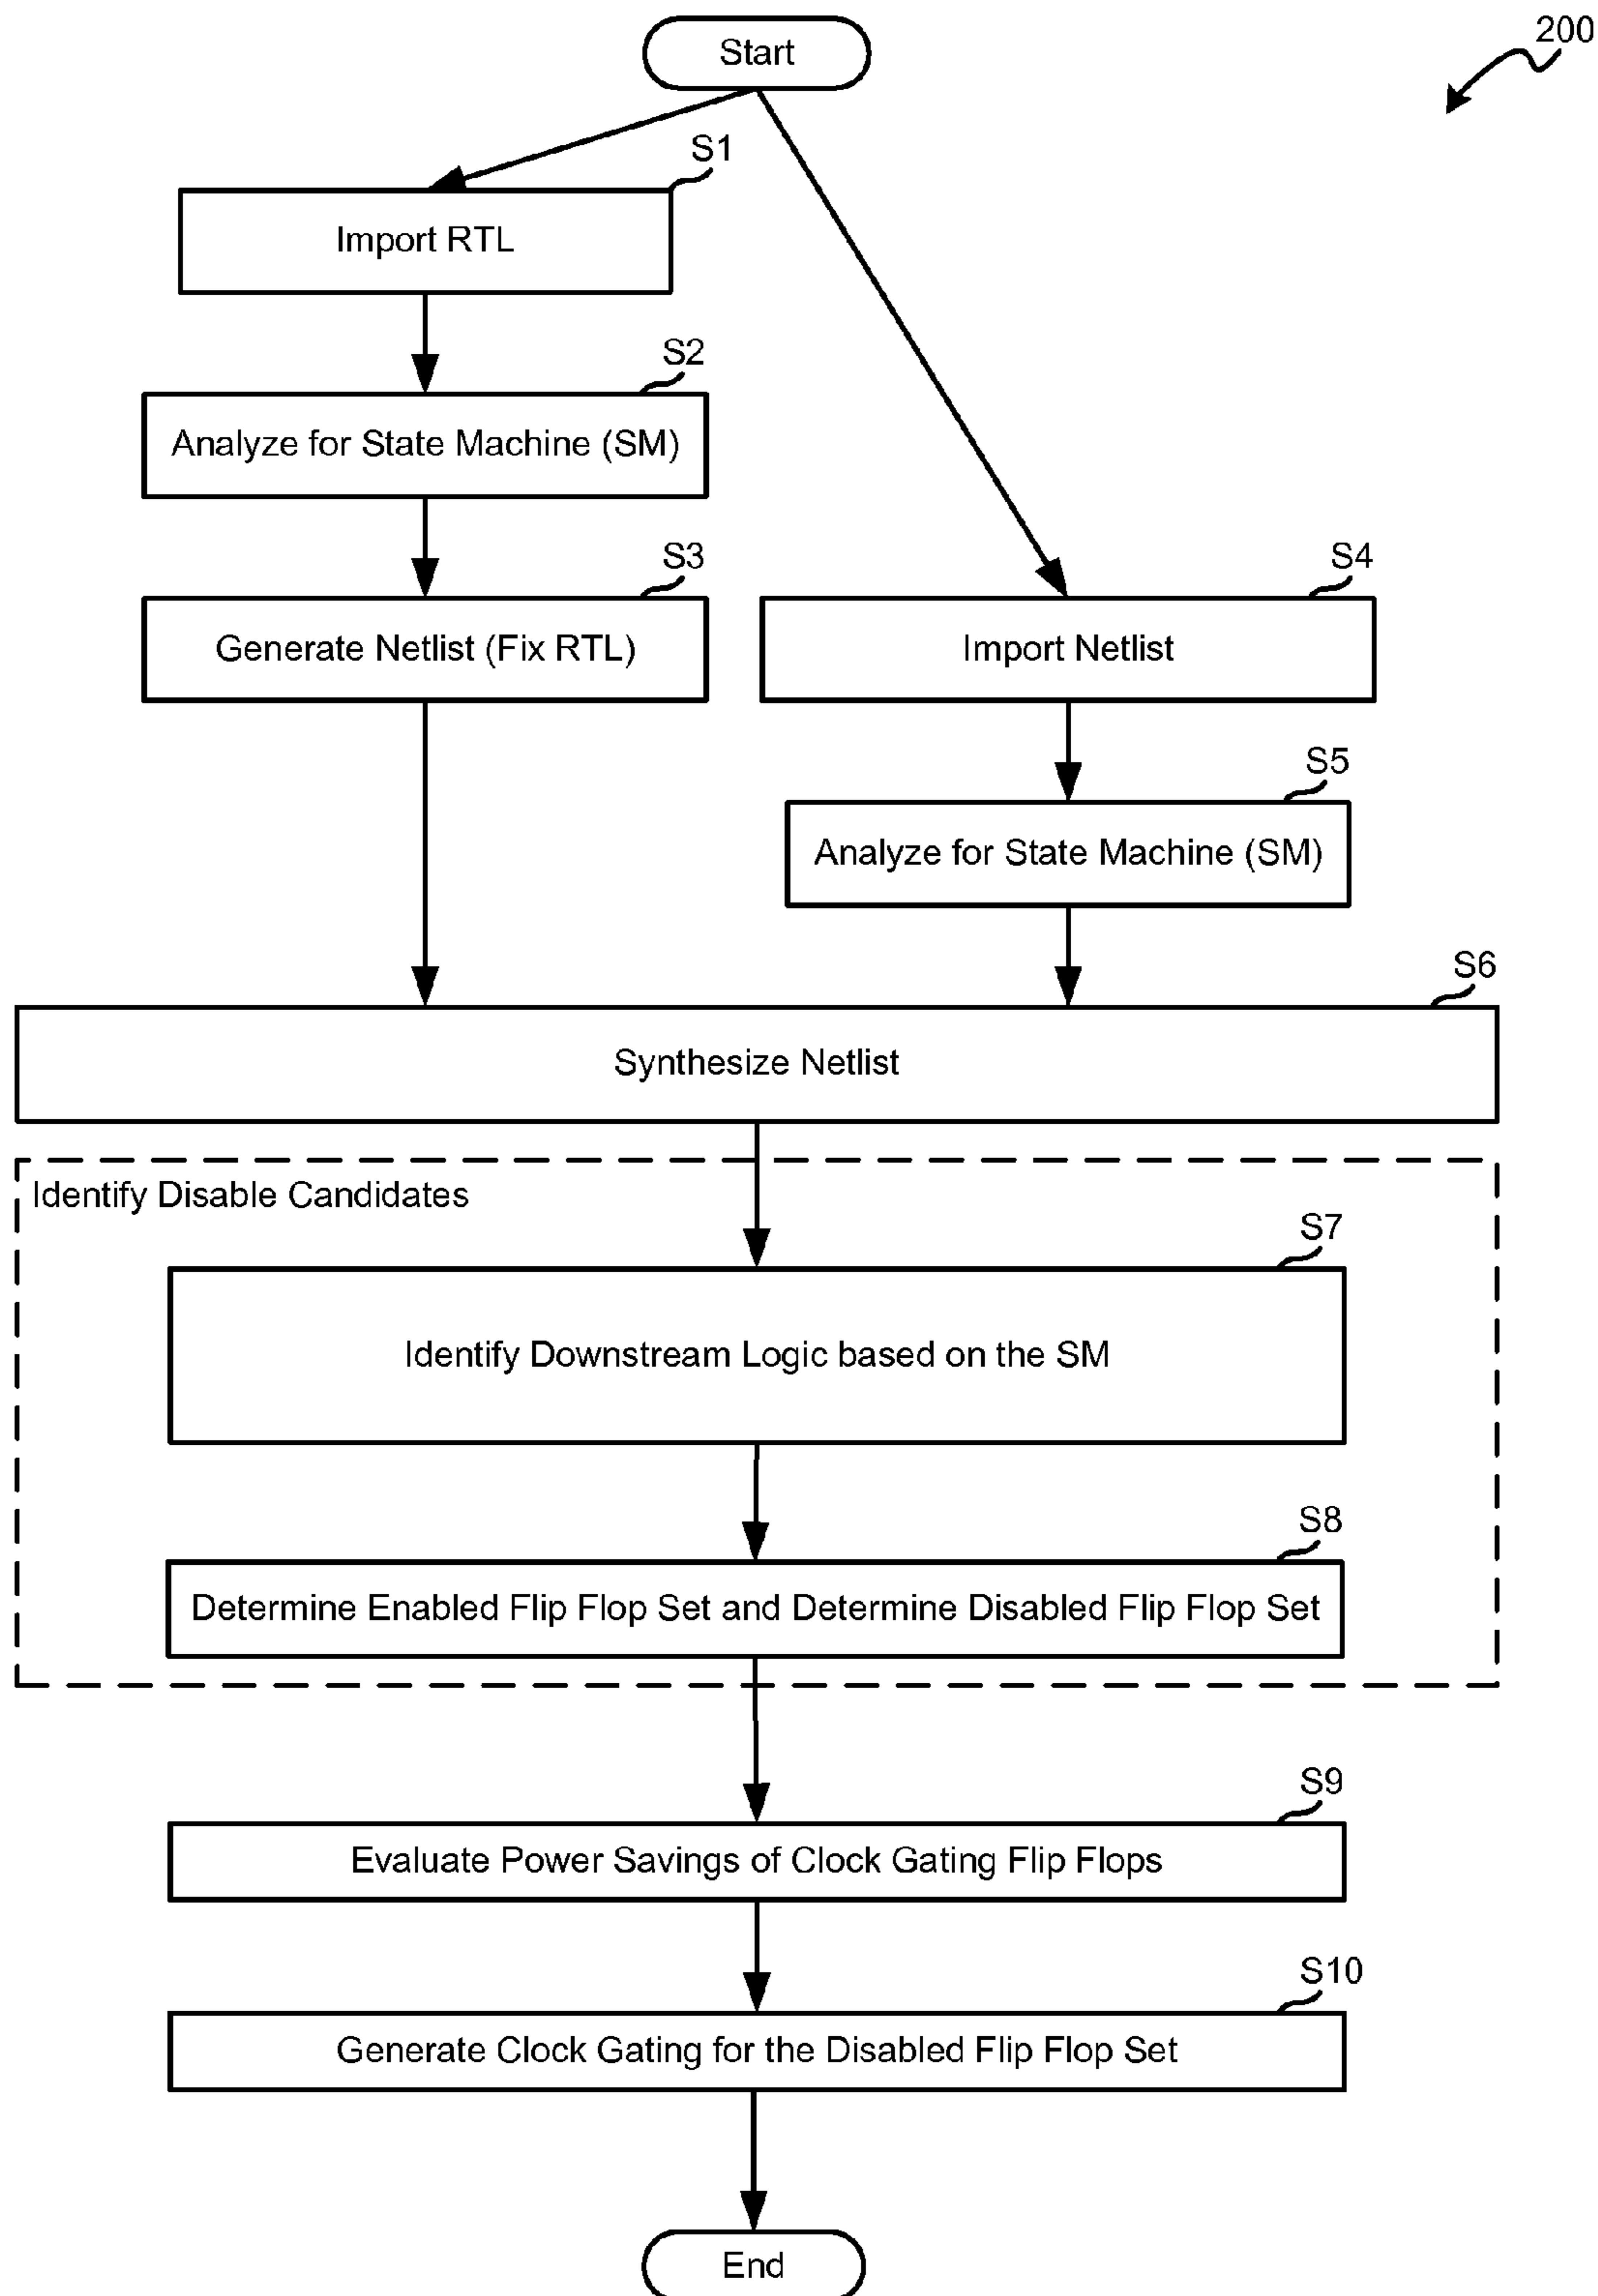 200
Start
S1
Import RTL
S2
Analyze for State Machine (SM)
S3
Generate Netlist (Fix RTL)
S4
Import Netlist
S5
Analyze for State Machine (SM)
S6
Synthesize Netlist
Identify Disable Candidates
S7
Identify Downstream Logic based on the SM
S8
Determine Enabled Flip Flop Set and Determine Disabled Flip Flop Set
S9
Evaluate Power Savings of Clock Gating Flip Flops
S10
Generate Clock Gating for the Disabled Flip Flop Set
End